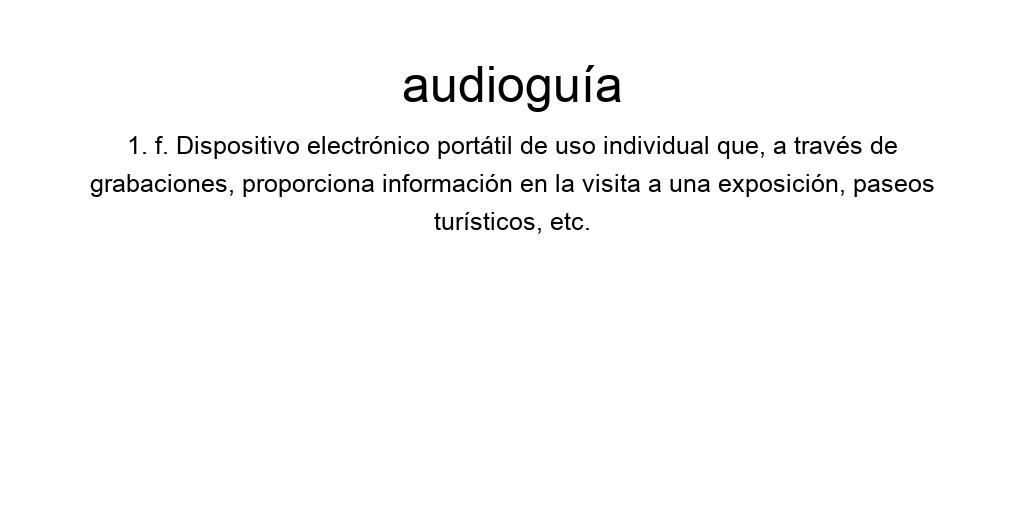 audioguía
1. f. Dispositivo electrónico portátil de uso individual que, a través de
grabaciones, proporciona información en la visita a una exposición, paseos
turísticos, etc.